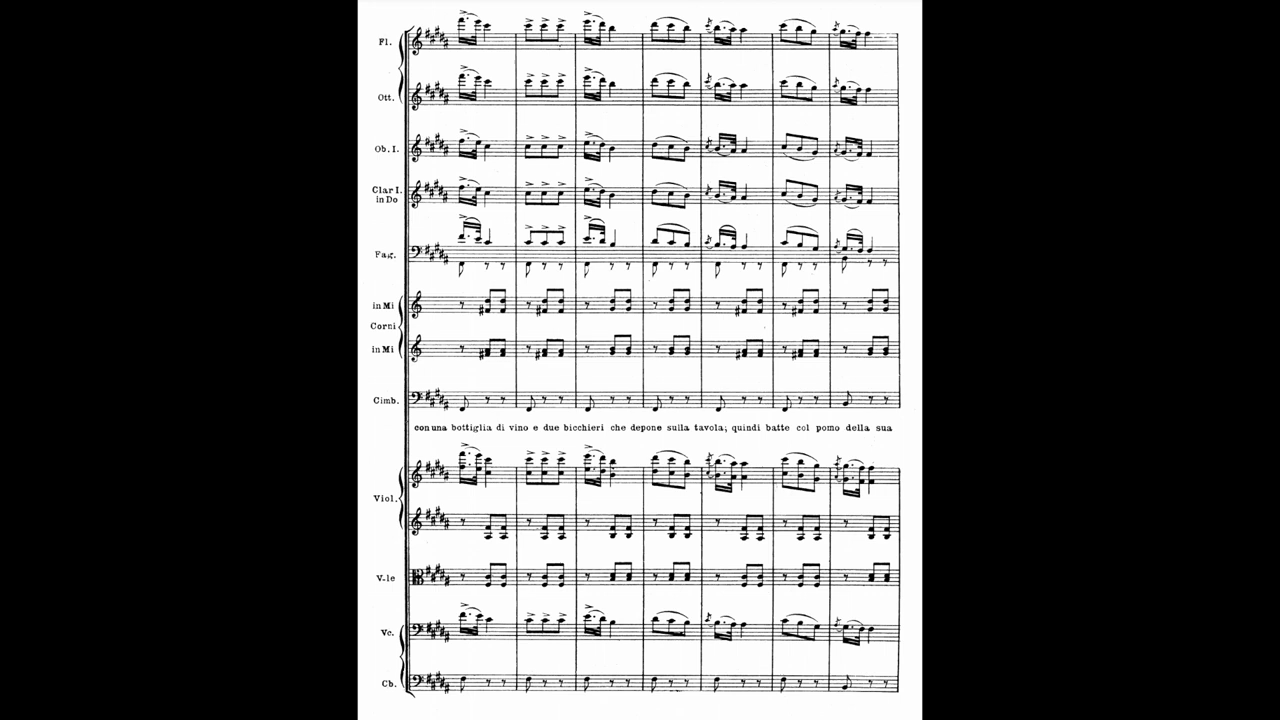 Fl.
Ott.
Ob. I.
Clar I.
in Do
Fag.
in Mi
Corni
in Mi
Cimb.
con una bottiglia di vino e due bicchieri che depone sulla tavola; quindi batte col pomo della sua
Viol.
V-le
Vc.
Cb.